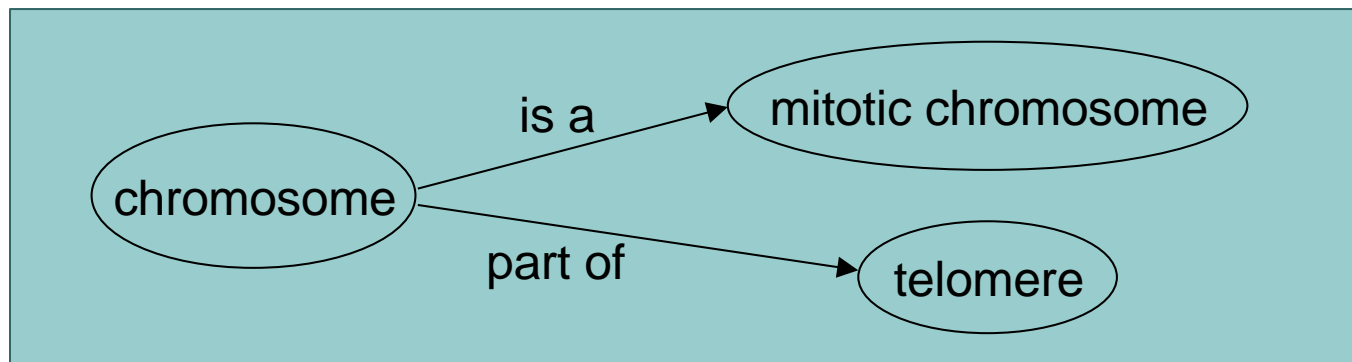 chromosome
is a
mitotic chromosome
part of
telomere